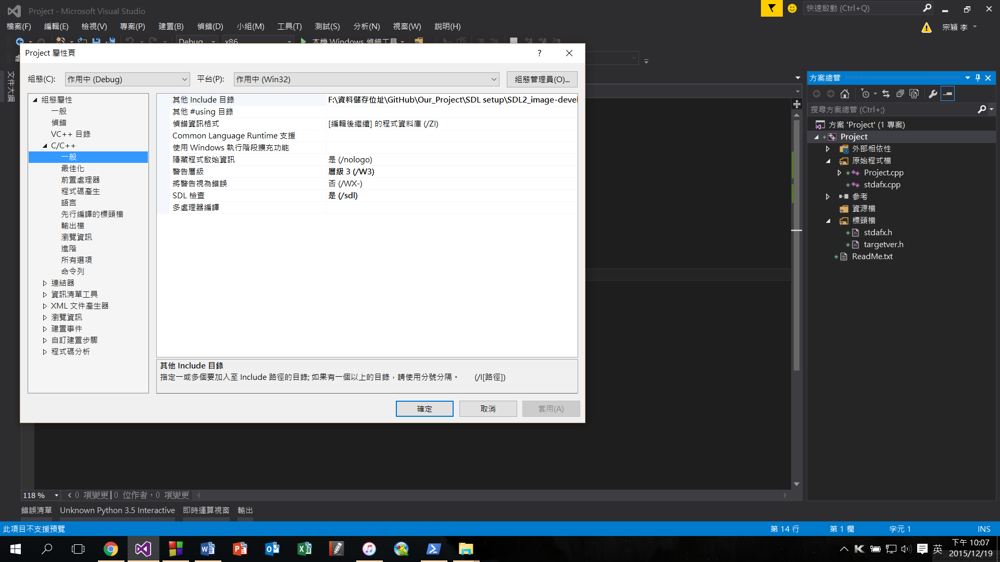 Project - Microsoft Visual Studio
快速啟動 (Ctrl+Q)
檔案(F) 編輯(E) 檢視(V) 專案(P) 建置(B) 偵錯(D) 小組(M) 工具(T) 測試(S) 分析(N) 視窗(W) 說明(H)
宗穎 李
Debug x86 本機 Windows 偵錯工具
文件大綱
Project 屬性頁
?
組態(C): 作用中 (Debug) 平台(P): 作用中 (Win32) 組態管理員(O)...
組態屬性
一般
偵錯
VC++ 目錄
C/C++
一般
最佳化
前置處理器
程式碼產生
語言
先行編譯的標頭檔
輸出檔
瀏覽資訊
進階
所有選項
命令列
連結器
資訊清單工具
XML 文件產生器
瀏覽資訊
建置事件
自訂建置步驟
程式碼分析
其他 Include 目錄 F:\資料儲存位址\GitHub\Our_Project\SDL setup\SDL2_image-devel
其他 #using 目錄
偵錯資訊格式 [編輯後繼續] 的程式資料庫 (/ZI)
Common Language Runtime 支援
使用 Windows 執行階段擴充功能
隱藏程式啟始資訊 是 (/nologo)
警告層級 層級 3 (/W3)
將警告視為錯誤 否 (/WX-)
SDL 檢查 是 (/sdl)
多處理器編譯
其他 Include 目錄
指定一或多個要加入至 Include 路徑的目錄; 如果有一個以上的目錄，請使用分號分隔。 (/I[路徑])
確定 取消 套用(A)
方案總管
搜尋方案總管 (Ctrl+;)
方案 'Project' (1 專案)
Project
外部相依性
原始程式檔
Project.cpp
stdafx.cpp
參考
資源檔
標頭檔
stdafx.h
targetver.h
ReadMe.txt
118 % 0 項變更 | 0 位作者，0 項變更
錯誤清單 Unknown Python 3.5 Interactive 即時運算視窗 輸出
此項目不支援預覽 第 14 行 第 1 欄 字元 1 INS
英
下午 10:07
2015/12/19